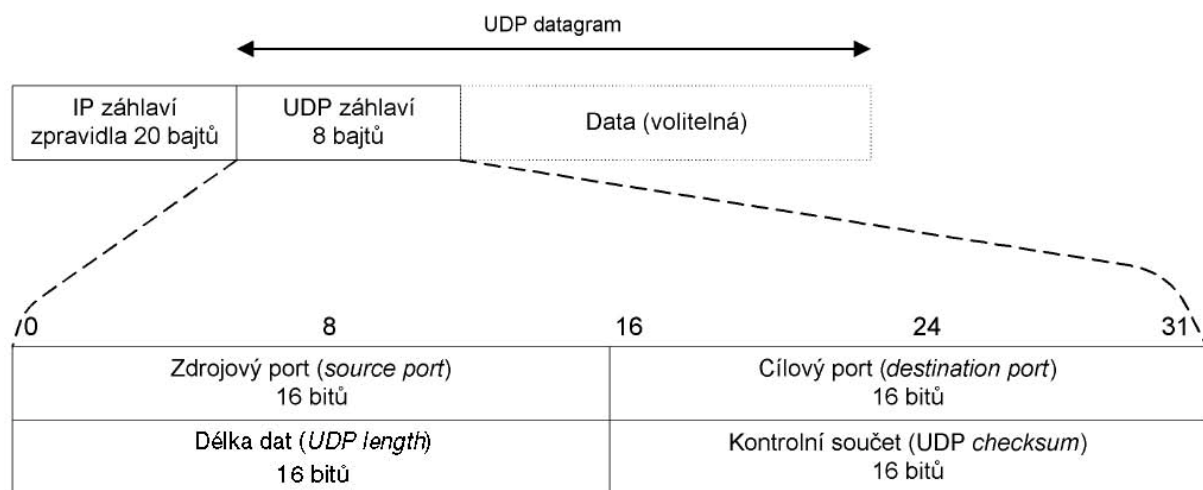 UDP datagram
IP záhlaví
zpravidla 20 bajtů
UDP záhlaví
8 bajtů
Data (volitelná)
0 8 16 24 31
Zdrojový port (source port)
16 bitů
Cílový port (destination port)
16 bitů
Délka dat (UDP length)
16 bitů
Kontrolní součet (UDP checksum)
16 bitů